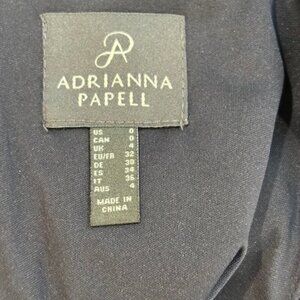 ADRIANNA
PAPELL
US 0
CAN 0
UK 4
EU/FR 32
DE 30
ES 34
IT 36
AUS 4
MADE IN
CHINA